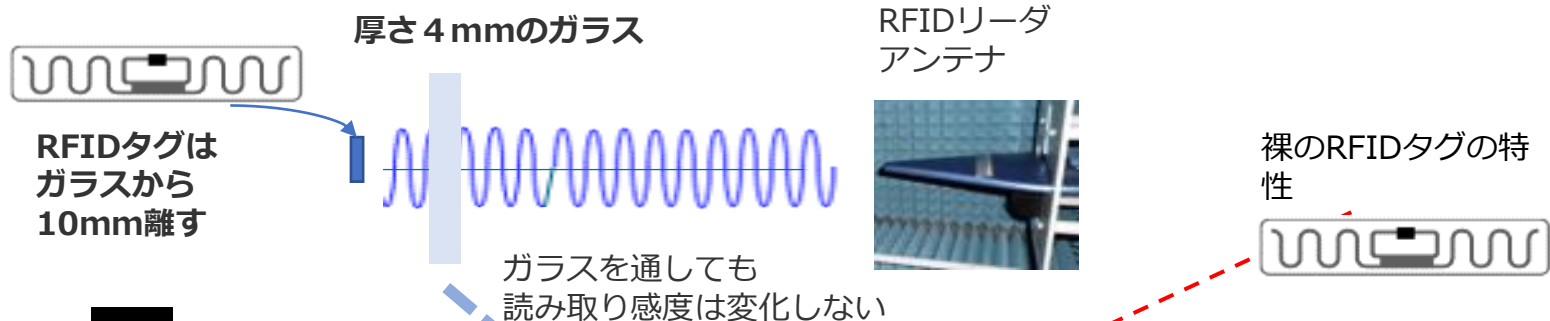 厚さ４mmのガラス
RFIDリーダ
アンテナ
RFIDタグは
ガラスから
10mm離す
裸のRFIDタグの特
性
ガラスを通しても
読み取り感度は変化しない